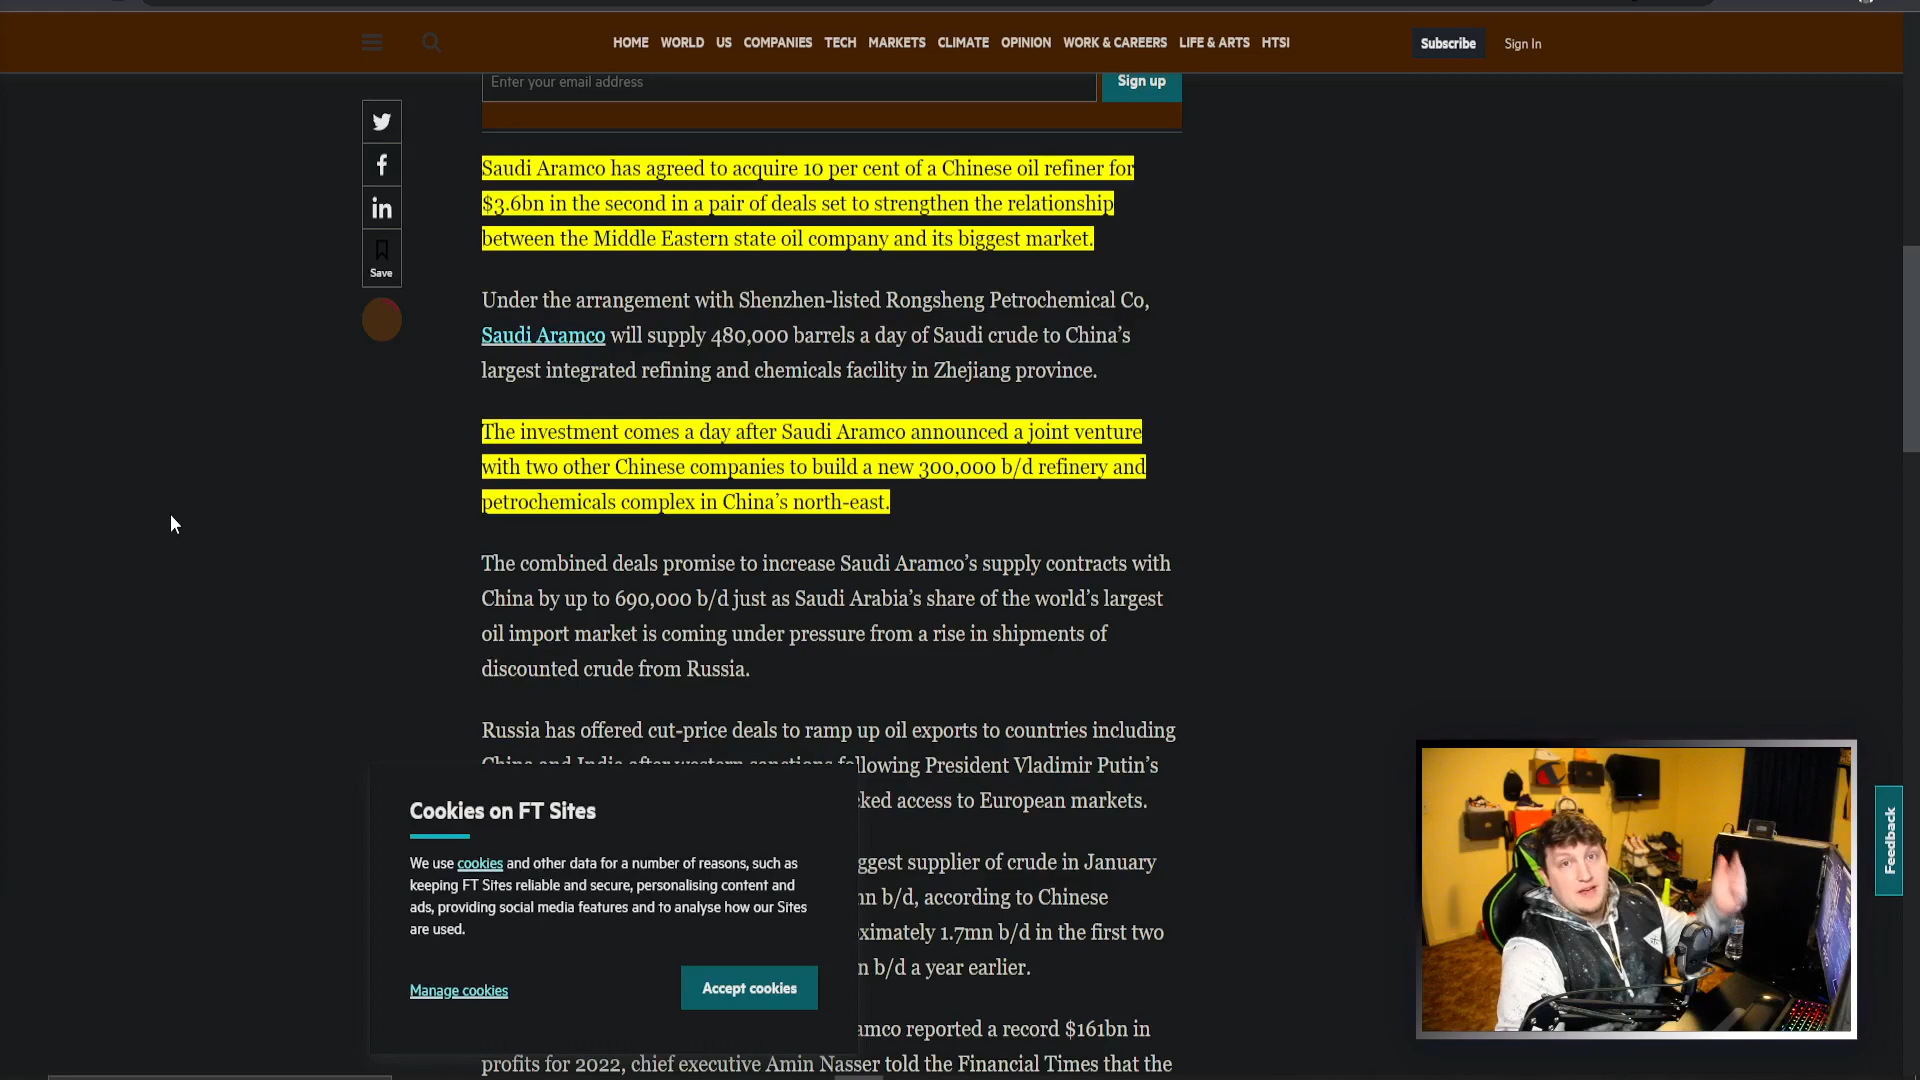 HOME WORLD US COMPANIES TECH MARKETS CLIMATE OPINION WORK & CAREERS LIFE & ARTS HTSI
Subscribe
Sign In
Enter your email address
Sign up
Save
Saudi Aramco has agreed to acquire 10 per cent of a Chinese oil refiner for
$3.6bn in the second in a pair of deals set to strengthen the relationship
between the Middle Eastern state oil company and its biggest market.
Under the arrangement with Shenzhen-listed Rongsheng Petrochemical Co,
Saudi Aramco will supply 480,000 barrels a day of Saudi crude to China’s
largest integrated refining and chemicals facility in Zhejiang province.
The investment comes a day after Saudi Aramco announced a joint venture
with two other Chinese companies to build a new 300,000 b/d refinery and
petrochemicals complex in China’s north-east.
The combined deals promise to increase Saudi Aramco’s supply contracts with
China by up to 690,000 b/d just as Saudi Arabia’s share of the world’s largest
oil import market is coming under pressure from a rise in shipments of
discounted crude from Russia.
Russia has offered cut-price deals to ramp up oil exports to countries including
China and India after western sanctions following President Vladimir Putin’s
ked access to European markets.
ggest supplier of crude in January
n b/d, according to Chinese
ximately 1.7mn b/d in the first two
n b/d a year earlier.
amco reported a record $161bn in
profits for 2022, chief executive Amin Nasser told the Financial Times that the
Cookies on FT Sites
We use cookies and other data for a number of reasons, such as
keeping FT Sites reliable and secure, personalising content and
ads, providing social media features and to analyse how our Sites
are used.
Manage cookies
Accept cookies
Feedback